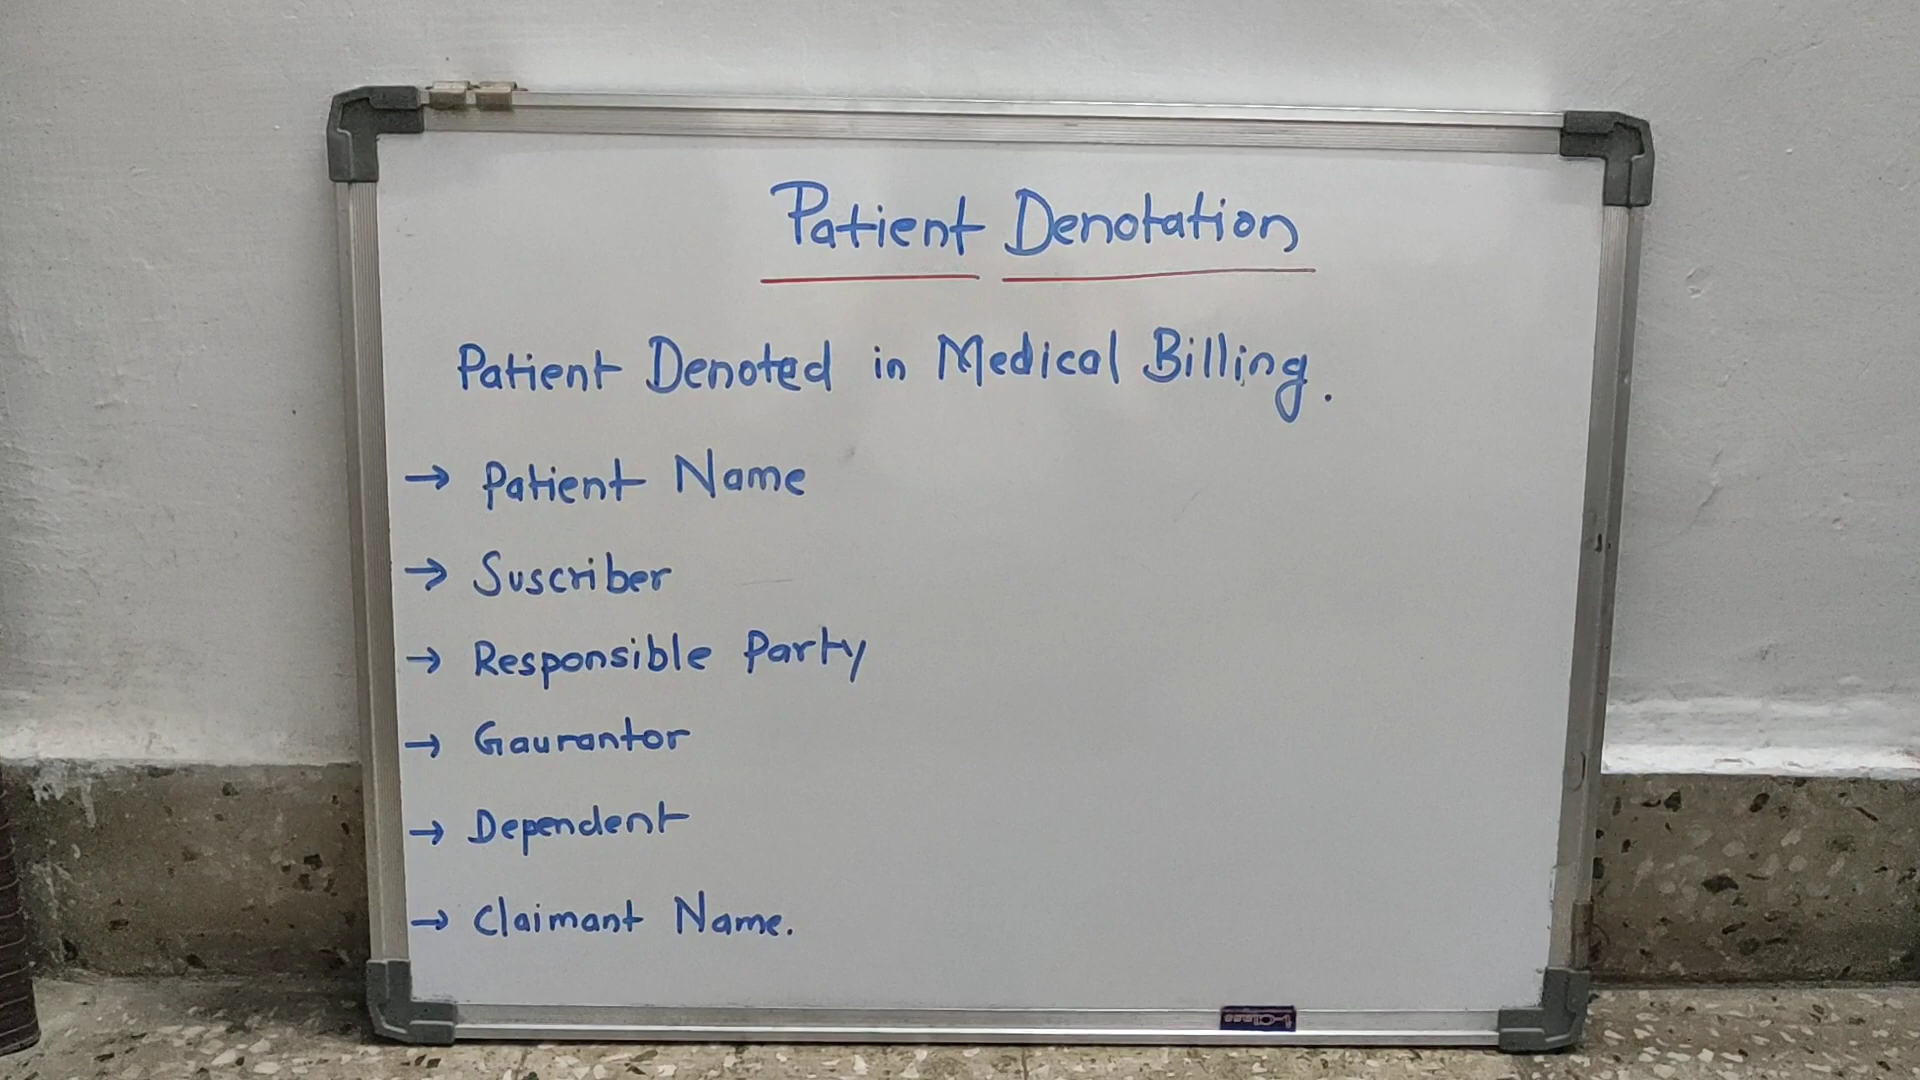 Patient Denotation
Patient Denoted in Medical Billing.
→ Patient Name
→ Suscriber
→ Responsible Party
→ Gaurantor
→ Dependent
→ Claimant Name.